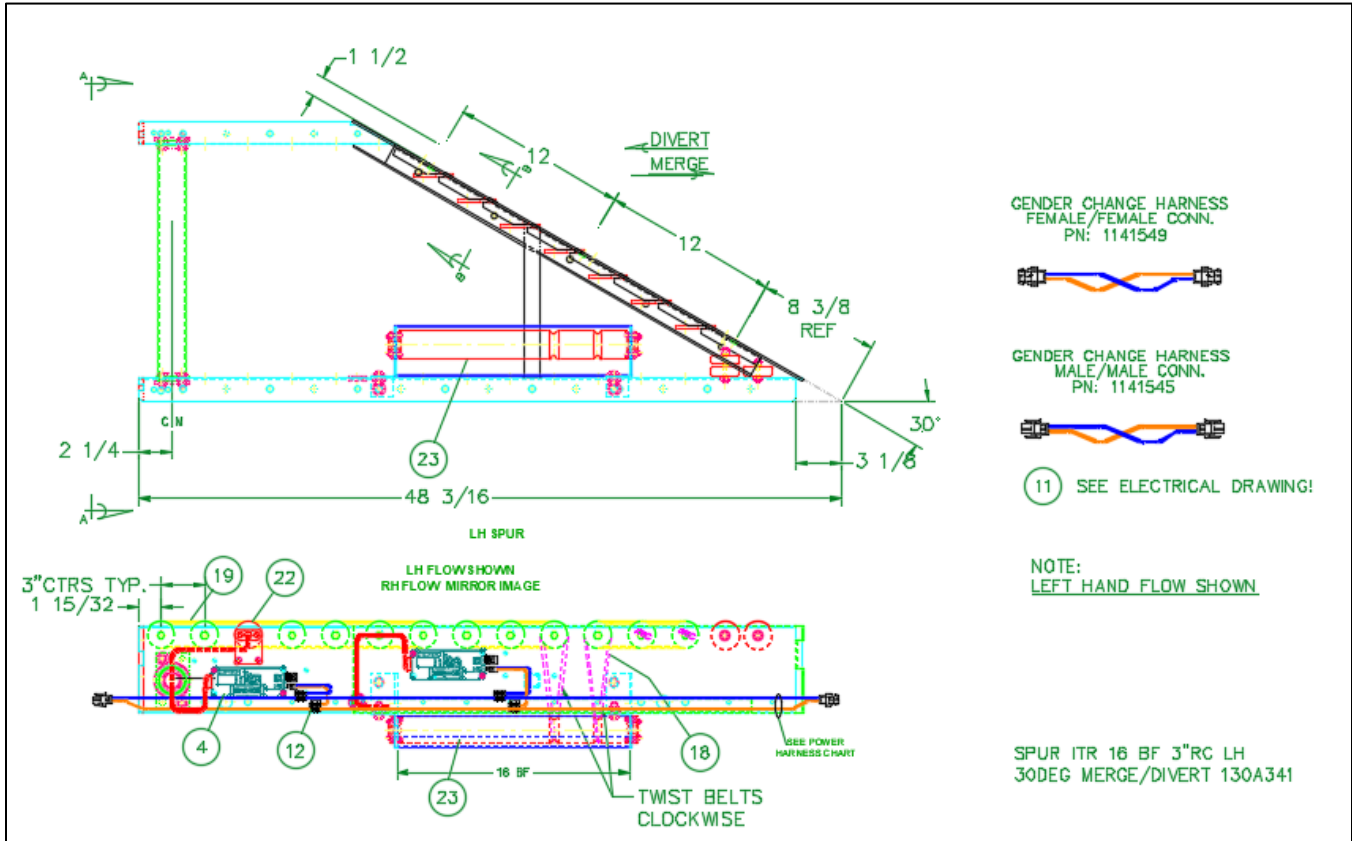 1 1/2
A
12
DIVERT
MERGE
B
12
B
8 3/8
REF
GENDER CHANGE HARNESS
FEMALE/FEMALE CONN.
PN: 1141549
GENDER CHANGE HARNESS
MALE/MALE CONN.
PN: 1141545
30°
2 1/4
23
3 1/8
48 3/16
A
11 SEE ELECTRICAL DRAWING!
LH SPUR
LH FLOW SHOWN
RH FLOW MIRROR IMAGE
NOTE:
LEFT HAND FLOW SHOWN
3"CTRS TYP.
1 15/32
19
22
4
12
18
SEE POWER
HARNESS CHART
16 BF
23
TWIST BELTS
CLOCKWISE
SPUR ITR 16 BF 3"RC LH
30DEG MERGE/DIVERT 130A341